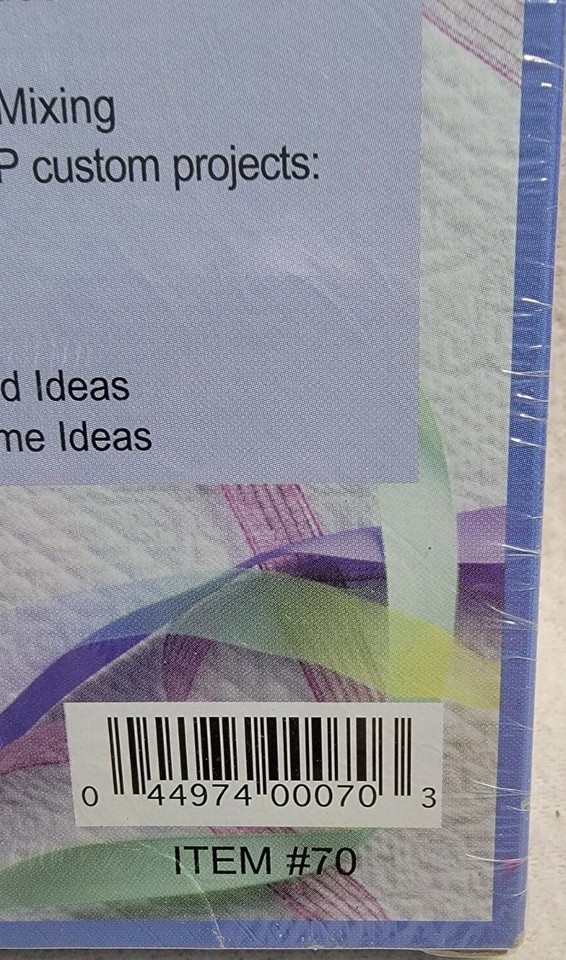 Mixing
P custom projects:
d Ideas
me Ideas
0 44974 00070 3
ITEM #70